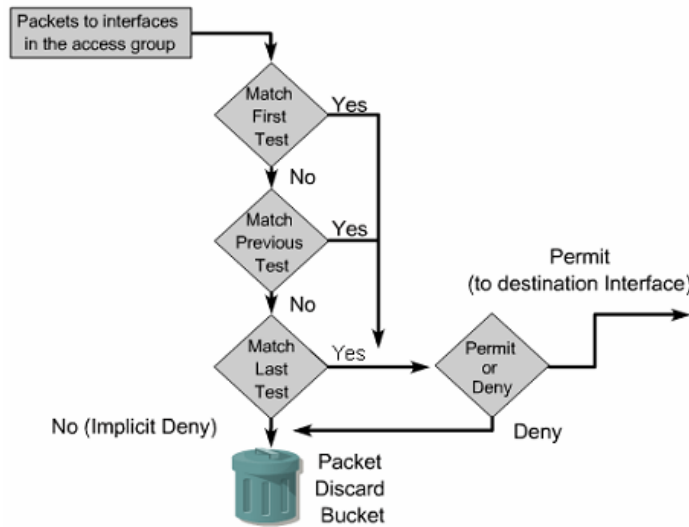 Packets to interfaces
in the access group
Match
First
Test
Yes
No
Match
Previous
Test
Yes
No
Match
Last
Test
Yes
Permit
or
Deny
Permit
(to destination Interface)
No (Implicit Deny)
Deny
Packet
Discard
Bucket